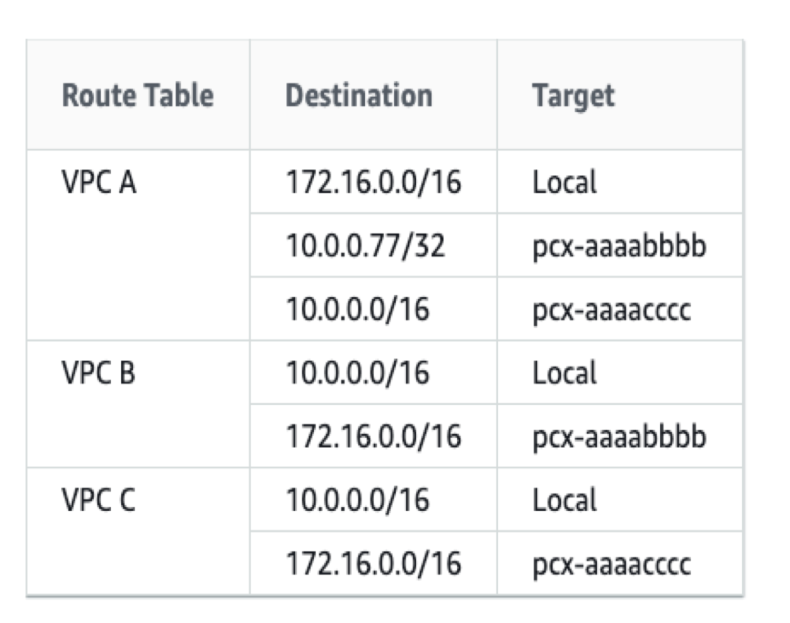 Route Table Destination Target
VPC A 172.16.0.0/16 Local
10.0.0.77/32 pcx-aaaabbbb
10.0.0.0/16 pcx-aaaacccc
VPC B 10.0.0.0/16 Local
172.16.0.0/16 pcx-aaaabbbb
VPC C 10.0.0.0/16 Local
172.16.0.0/16 pcx-aaaacccc